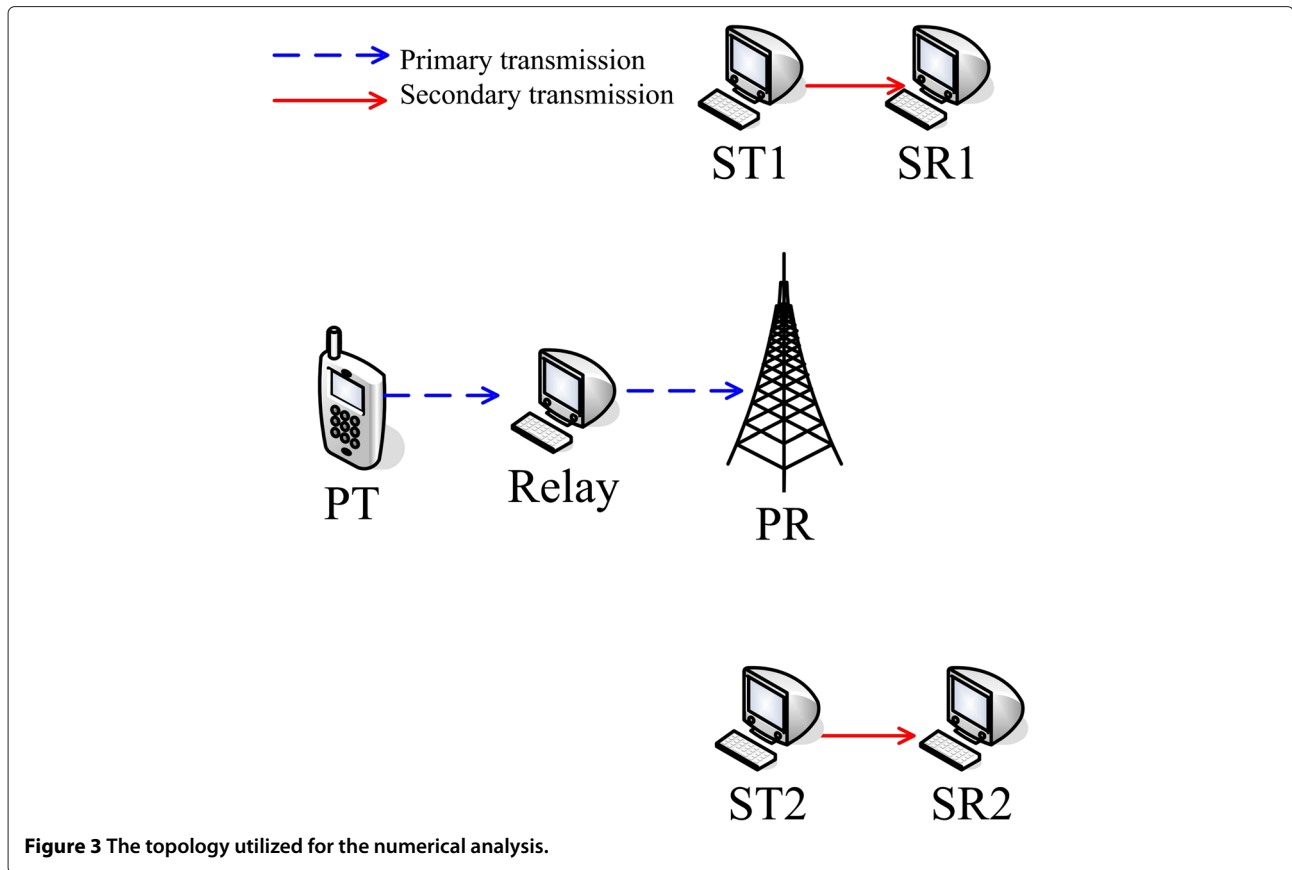 Primary transmission
Secondary transmission
ST1
SR1
PT
Relay
PR
ST2
SR2
Figure 3 The topology utilized for the numerical analysis.